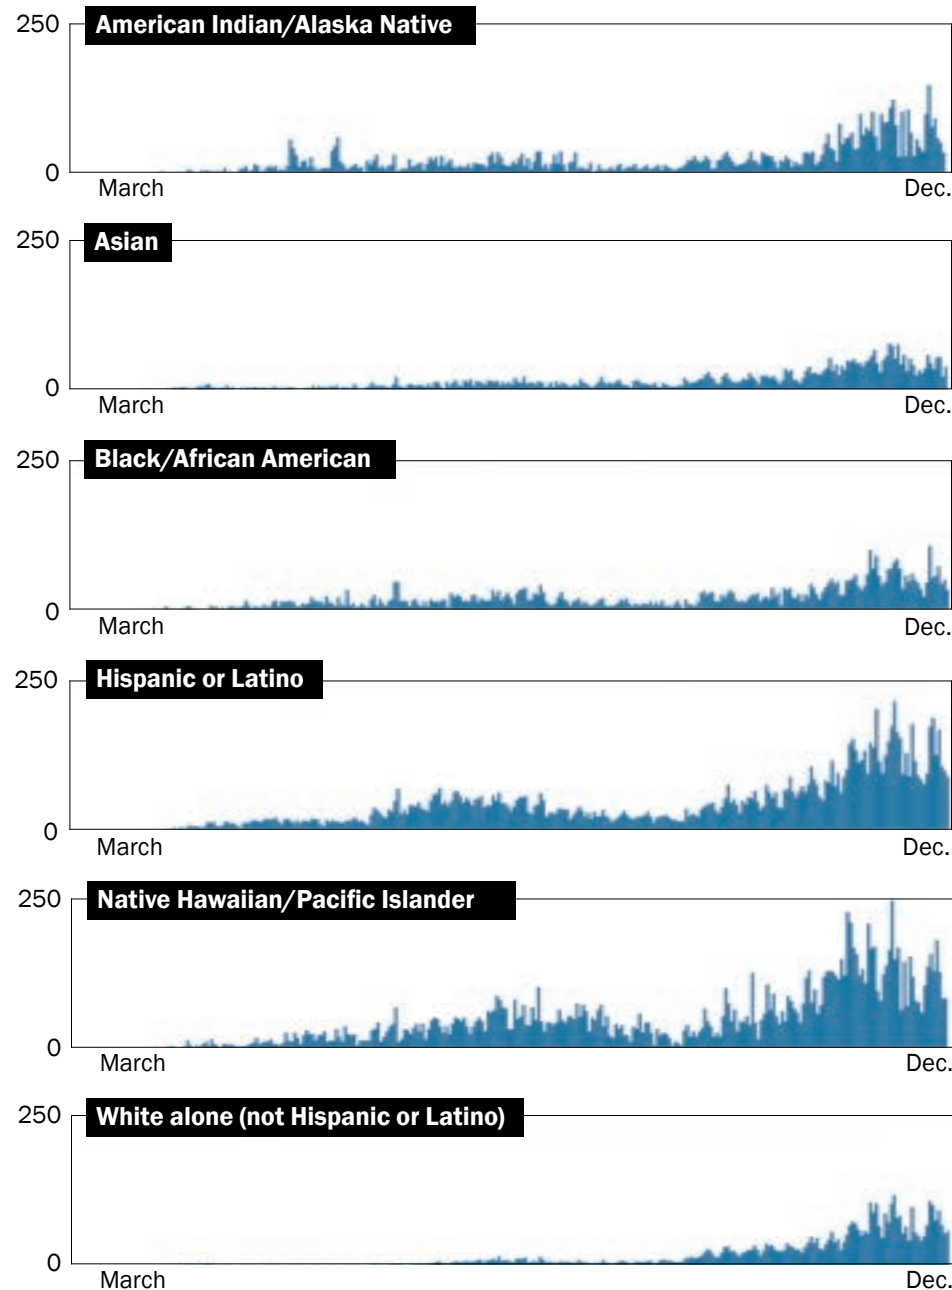 250
American Indian/Alaska Native
0
March Dec.
250
Asian
0
March Dec.
250
Black/African American
0
March Dec.
250
Hispanic or Latino
0
March Dec.
250
Native Hawaiian/Pacific Islander
0
March Dec.
250
White alone (not Hispanic or Latino)
0
March Dec.